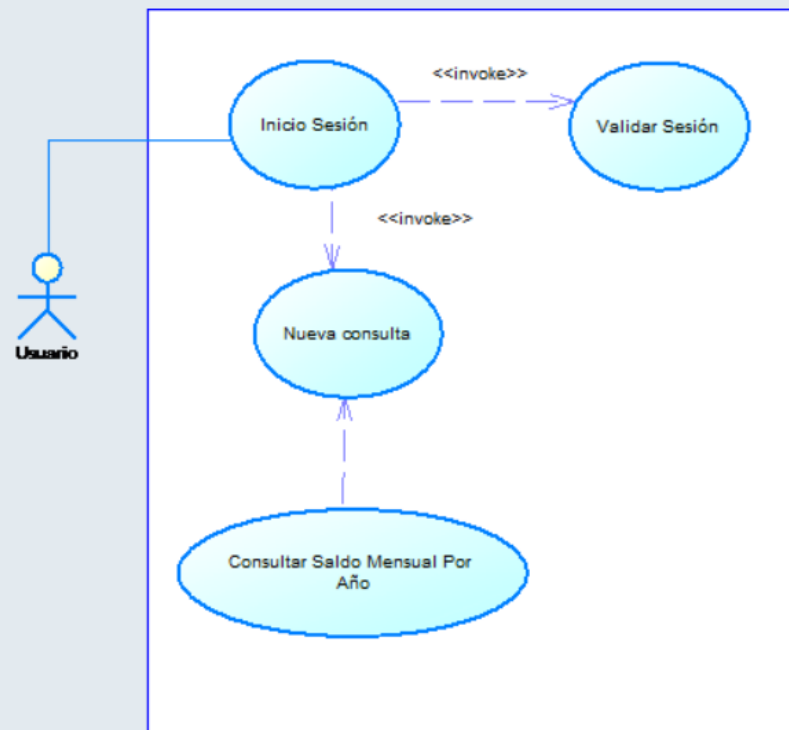 <<invoke>>
Inicio Sesión
Validar Sesión
<<invoke>>
Nueva consulta
Usuario
Consultar Saldo Mensual Por
Año